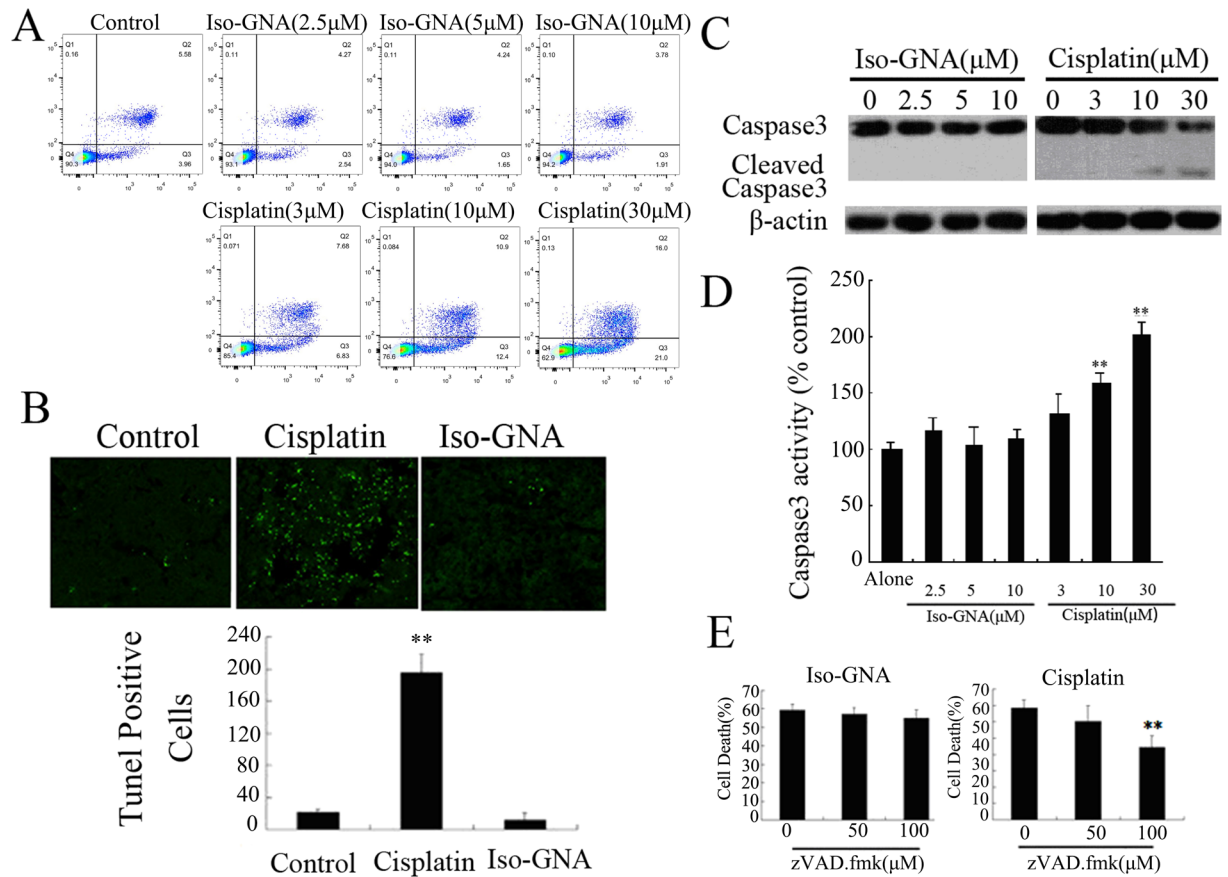 A
Control
Iso-GNA(2.5μM)
Iso-GNA(5μM)
Iso-GNA(10μM)
Q1
0.16
Q2
5.58
Q4
90.3
Q3
3.96
Q1
0.11
Q2
4.27
Q4
93.1
Q3
2.54
Q1
0.11
Q2
4.24
Q4
94.0
Q3
1.65
Q1
0.10
Q2
3.78
Q4
94.2
Q3
1.91
Cisplatin(3μM)
Cisplatin(10μM)
Cisplatin(30μM)
Q1
0.071
Q2
7.68
Q4
85.4
Q3
6.83
Q1
0.084
Q2
10.9
Q4
76.6
Q3
12.4
Q1
0.13
Q2
16.0
Q4
62.9
Q3
21.0
B
Control
Cisplatin
Iso-GNA
Tunel Positive
Cells
240
200
160
120
80
40
0
**
Control
Cisplatin
Iso-GNA
C
Iso-GNA(μM)
Cisplatin(μM)
0 2.5 5 10
0 3 10 30
Caspase3
Cleaved
Caspase3
β-actin
D
Caspase3 activity (% control)
250
200
150
100
50
0
**
**
Alone
2.5 5 10
3 10 30
Iso-GNA(μM)
Cisplatin(μM)
E
Iso-GNA
Cell Death(%)
70
60
50
40
30
20
10
0
0 50 100
zVAD.fmk(μM)
Cisplatin
Cell Death(%)
70
60
50
40
30
20
10
0
**
0 50 100
zVAD.fmk(μM)